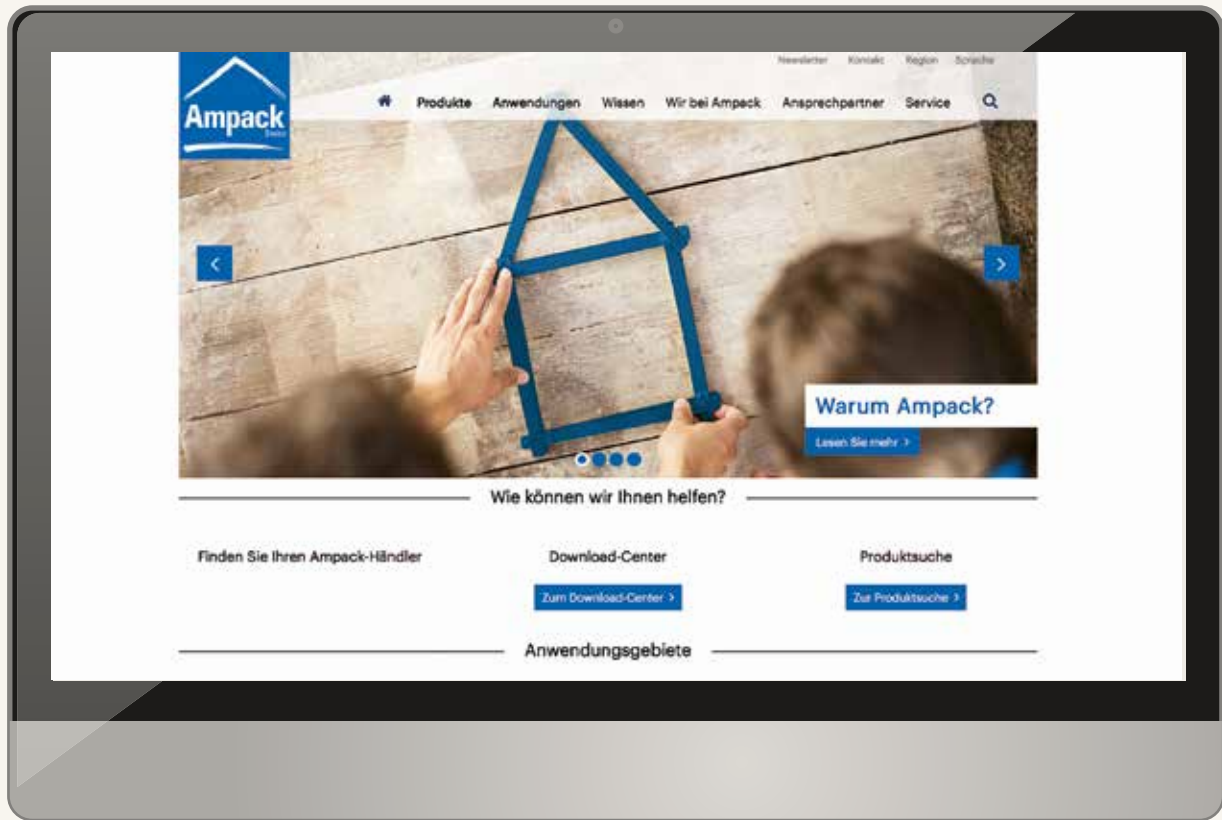 Newsletter Kontakt Region Sprache
Ampack
Produkte Anwendungen Wissen Wir bei Ampack Ansprechpartner Service
Warum Ampack?
Lesen Sie mehr >
Wie können wir Ihnen helfen?
Finden Sie Ihren Ampack-Händler Download-Center Produktsuche
Zum Download-Center > Zur Produktsuche >
Anwendungsgebiete